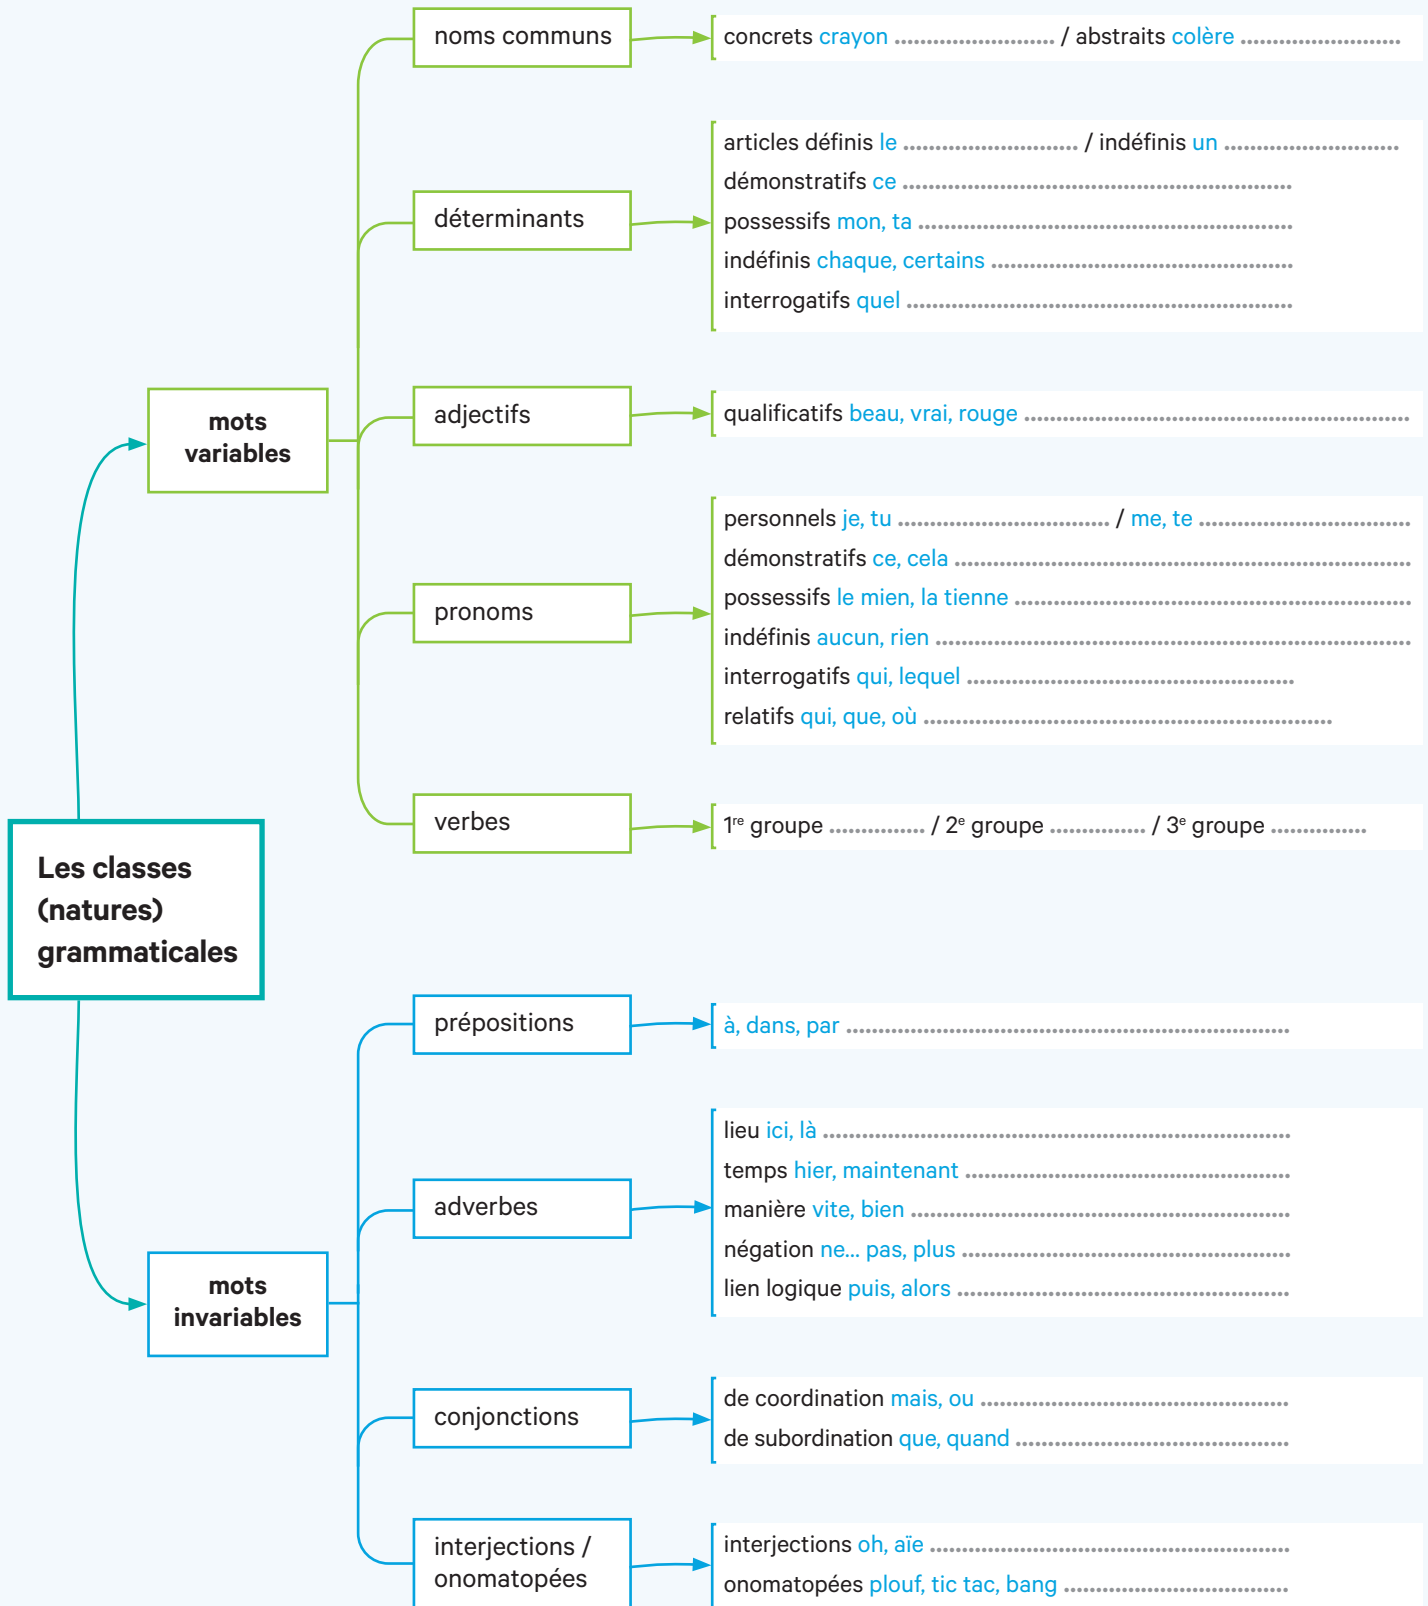 noms communs
concrets crayon ......................... / abstraits colère .........................
déterminants
articles définis le ........................... / indéfinis un ...........................
démonstratifs ce .............................................................
possessifs mon, ta ...........................................................
indéfinis chaque, certains ...............................................
interrogatifs quel .............................................................
mots
variables
adjectifs
qualificatifs beau, vrai, rouge .............................................................
pronoms
personnels je, tu ................................. / me, te .................................
démonstratifs ce, cela .......................................................................
possessifs le mien, la tienne ..............................................................
indéfinis aucun, rien ..........................................................................
interrogatifs qui, lequel ...................................................
relatifs qui, que, où ................................................................
verbes
1re groupe ............... / 2e groupe ............... / 3e groupe ...............
Les classes
(natures)
grammaticales
prépositions
à, dans, par .....................................................................
adverbes
lieu ici, là .........................................................................
temps hier, maintenant ...................................................
manière vite, bien ...........................................................
négation ne... pas, plus ...................................................
lien logique puis, alors ....................................................
mots
invariables
conjonctions
de coordination mais, ou ................................................
de subordination que, quand ...........................................
interjections /
onomatopées
interjections oh, aïe ........................................................
onomatopées plouf, tic tac, bang ...................................